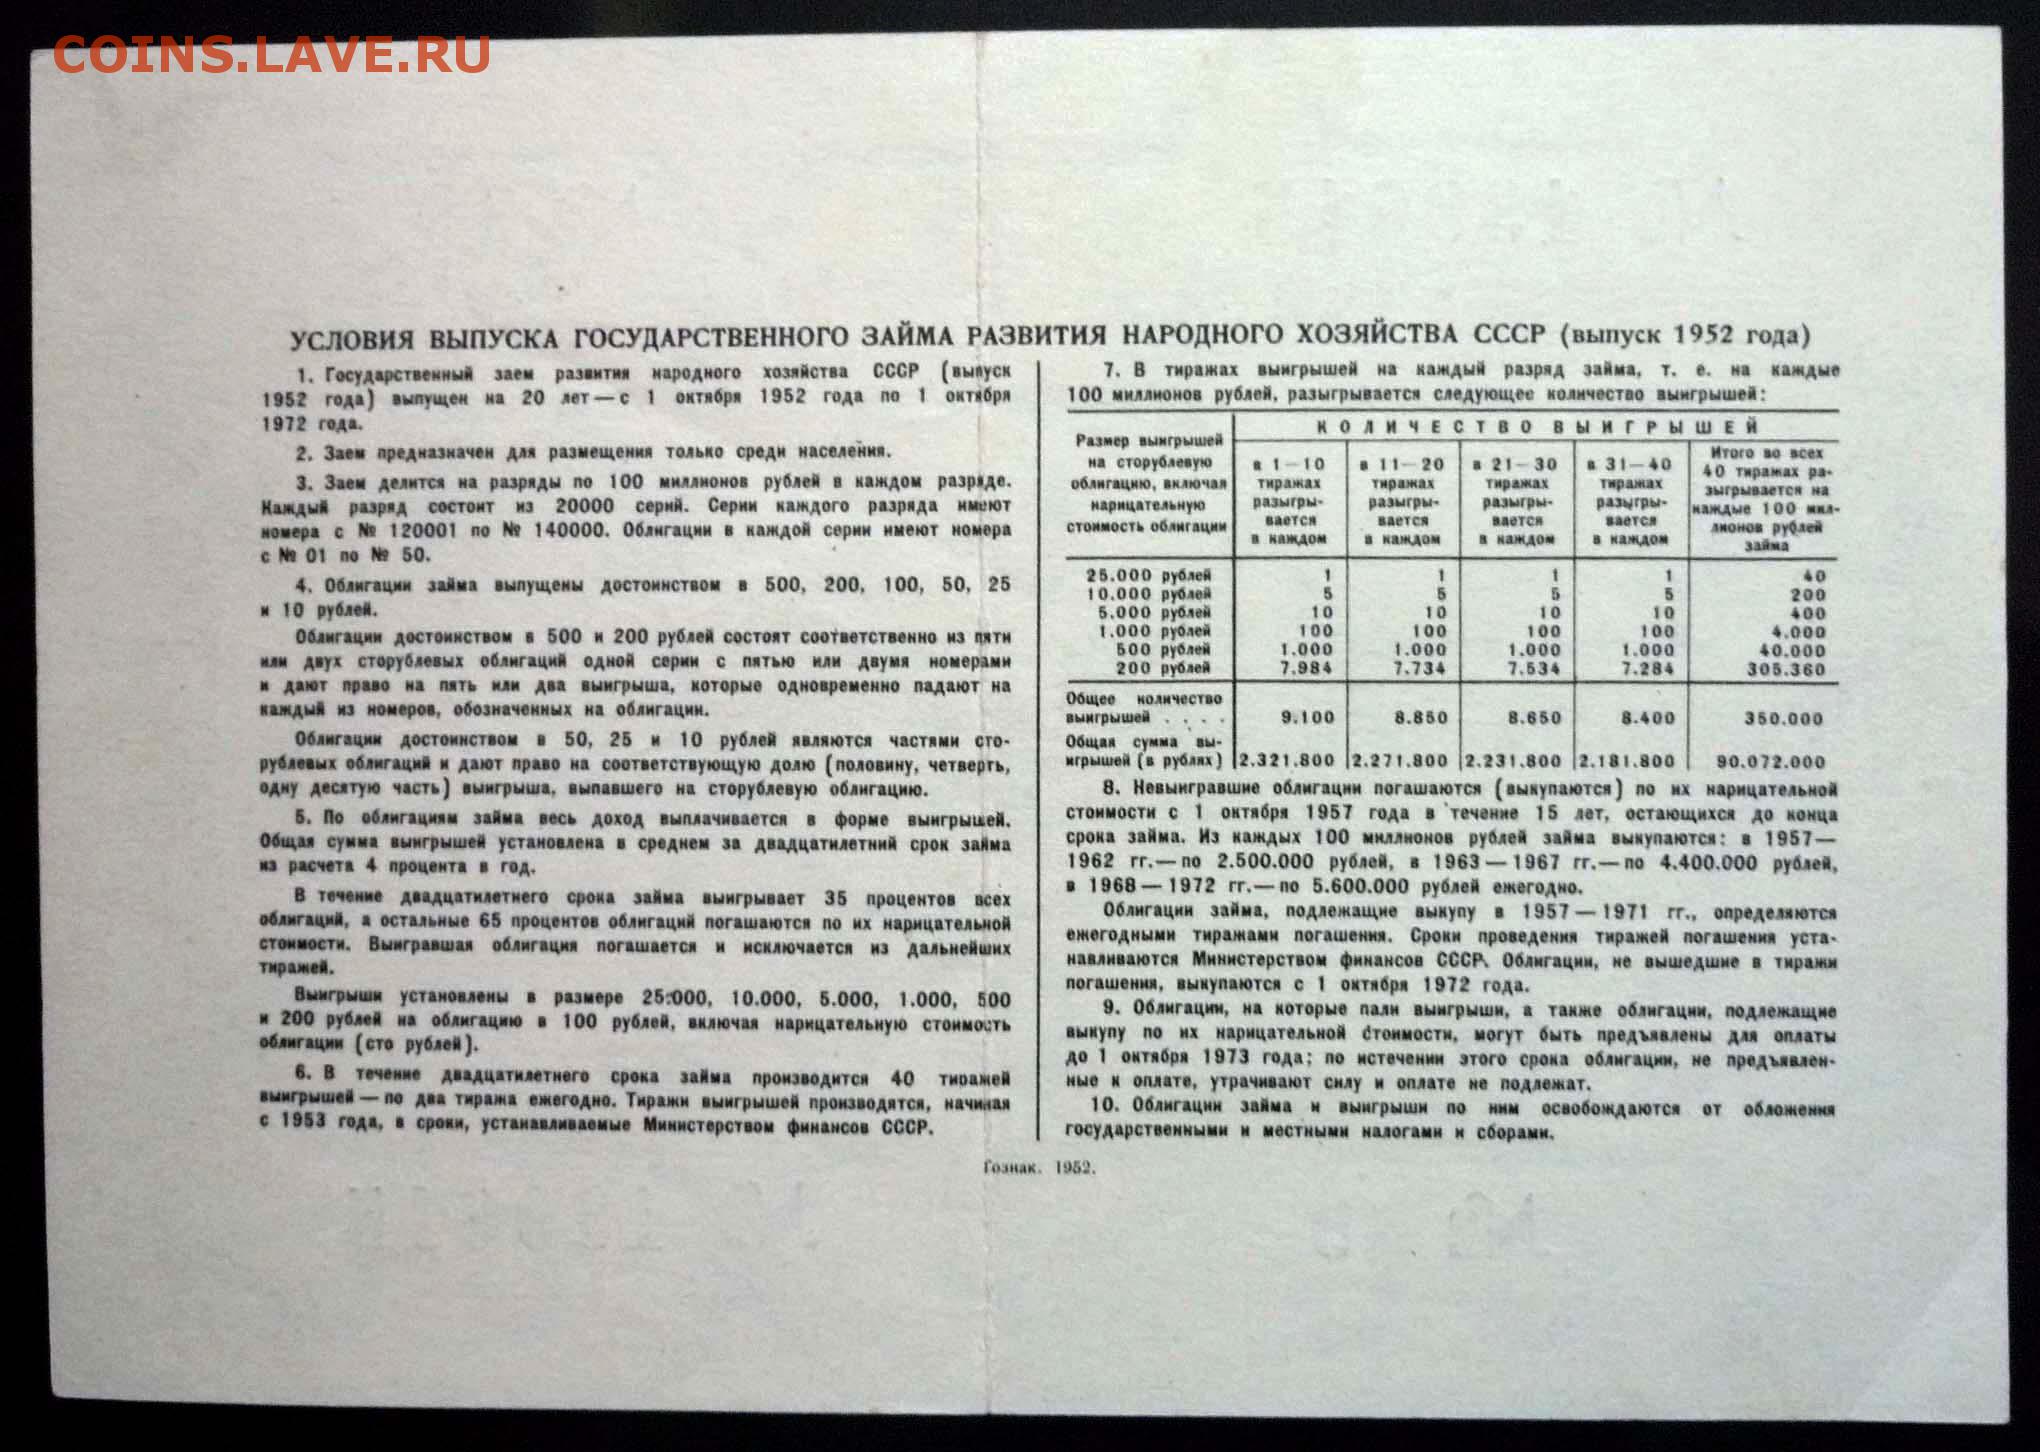 COINS.LAVE.RU
УСЛОВИЯ ВЫПУСКА ГОСУДАРСТВЕННОГО ЗАЙМА РАЗВИТИЯ НАРОДНОГО ХОЗЯЙСТВА СССР (выпуск 1952 года)
1. Государственный заем развития народного хозяйства СССР (выпуск
1952 года) выпущен на 20 лет — с 1 октября 1952 года по 1 октября
1972 года.
2. Заем предназначен для размещения только среди населения.
3. Заем делится на разряды по 100 миллионов рублей в каждом разряде.
Каждый разряд состоит из 20000 серий. Серии каждого разряда имеют
номера с № 120001 по № 140000. Облигации в каждой серии имеют номера
с № 01 по № 50.
4. Облигации займа выпущены достоинством в 500, 200, 100, 50, 25
и 10 рублей.
Облигации достоинством в 500 и 200 рублей состоят соответственно из пяти
или двух сторублевых облигаций одной серии с пятью или двумя номерами
и дают право на пять или два выигрыша, которые одновременно падают на
каждый из номеров, обозначенных на облигации.
Облигации достоинством в 50, 25 и 10 рублей являются частями сто-
рублевых облигаций и дают право на соответствующую долю (половину, четверть,
одну десятую часть) выигрыша, выпавшего на сторублевую облигацию.
5. По облигациям займа весь доход выплачивается в форме выигрышей.
Общая сумма выигрышей установлена в среднем за двадцатилетний срок займа
из расчета 4 процента в год.
В течение двадцатилетнего срока займа выигрывает 35 процентов всех
облигаций, а остальные 65 процентов облигаций погашаются по их нарицательной
стоимости. Выигравшая облигация погашается и исключается из дальнейших
тиражей.
Выигрыши установлены в размере 25.000, 10.000, 5.000, 1.000, 500
и 200 рублей на облигацию в 100 рублей, включая нарицательную стоимость
облигации (сто рублей).
6. В течение двадцатилетнего срока займа производится 40 тиражей
выигрышей — по два тиража ежегодно. Тиражи выигрышей производятся, начиная
с 1953 года, в сроки, устанавливаемые Министерством финансов СССР.
7. В тиражах выигрышей на каждый разряд займа, т. е. на каждые
100 миллионов рублей, разыгрывается следующее количество выигрышей:
Размер выигрышей
на сторублевую
облигацию, включая
нарицательную
стоимость облигации
КОЛИЧЕСТВО ВЫИГРЫШЕЙ
в 1—10
тиражах
разыгры-
вается
в каждом
в 11—20
тиражах
разыгры-
вается
в каждом
в 21—30
тиражах
разыгры-
вается
в каждом
в 31—40
тиражах
разыгры-
вается
в каждом
Итого во всех
40 тиражах ра-
зыгрывается на
каждые 100 мил-
лионов рублей
займа
25.000 рублей 1 1 1 1 40
10.000 рублей 5 5 5 5 200
5.000 рублей 10 10 10 10 400
1.000 рублей 100 100 100 100 4.000
500 рублей 1.000 1.000 1.000 1.000 40.000
200 рублей 7.984 7.734 7.534 7.284 305.360
Общее количество
выигрышей . . . . 9.100 8.850 8.650 8.400 350.000
Общая сумма вы-
игрышей (в рублях) 2.321.800 2.271.800 2.231.800 2.181.800 90.072.000
8. Невыигравшие облигации погашаются (выкупаются) по их нарицательной
стоимости с 1 октября 1957 года в течение 15 лет, остающихся до конца
срока займа. Из каждых 100 миллионов рублей займа выкупаются: в 1957—
1962 гг.— по 2.500.000 рублей, в 1963 — 1967 гг.— по 4.400.000 рублей,
в 1968 — 1972 гг.— по 5.600.000 рублей ежегодно.
Облигации займа, подлежащие выкупу в 1957 — 1971 гг., определяются
ежегодными тиражами погашения. Сроки проведения тиражей погашения уста-
навливаются Министерством финансов СССР. Облигации, не вышедшие в тиражи
погашения, выкупаются с 1 октября 1972 года.
9. Облигации, на которые пали выигрыши, а также облигации, подлежащие
выкупу по их нарицательной стоимости, могут быть предъявлены для оплаты
до 1 октября 1973 года; по истечении этого срока облигации, не предъявлен-
ные к оплате, утрачивают силу и оплате не подлежат.
10. Облигации займа и выигрыши по ним освобождаются от обложения
государственными и местными налогами и сборами.
Гознак. 1952.